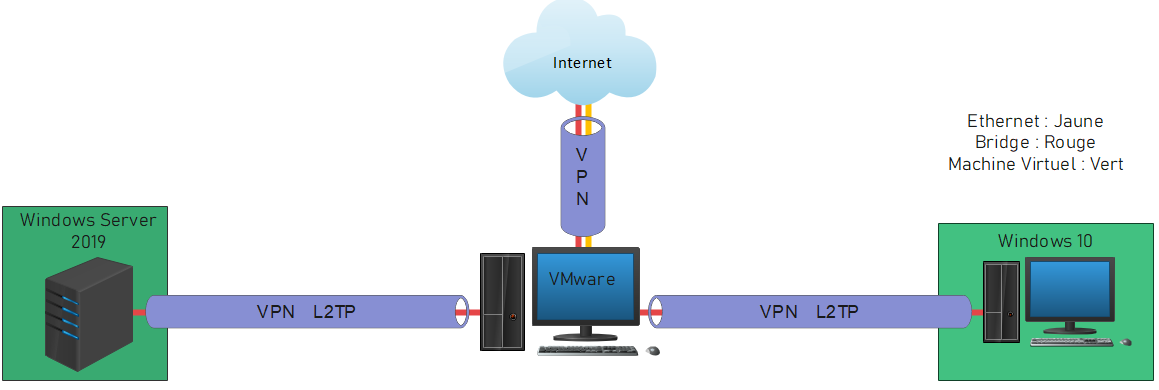 Internet
Ethernet : Jaune
Bridge : Rouge
Machine Virtuel : Vert
V
P
N
Windows Server
2019
Windows 10
VMware
VPN L2TP
VPN L2TP